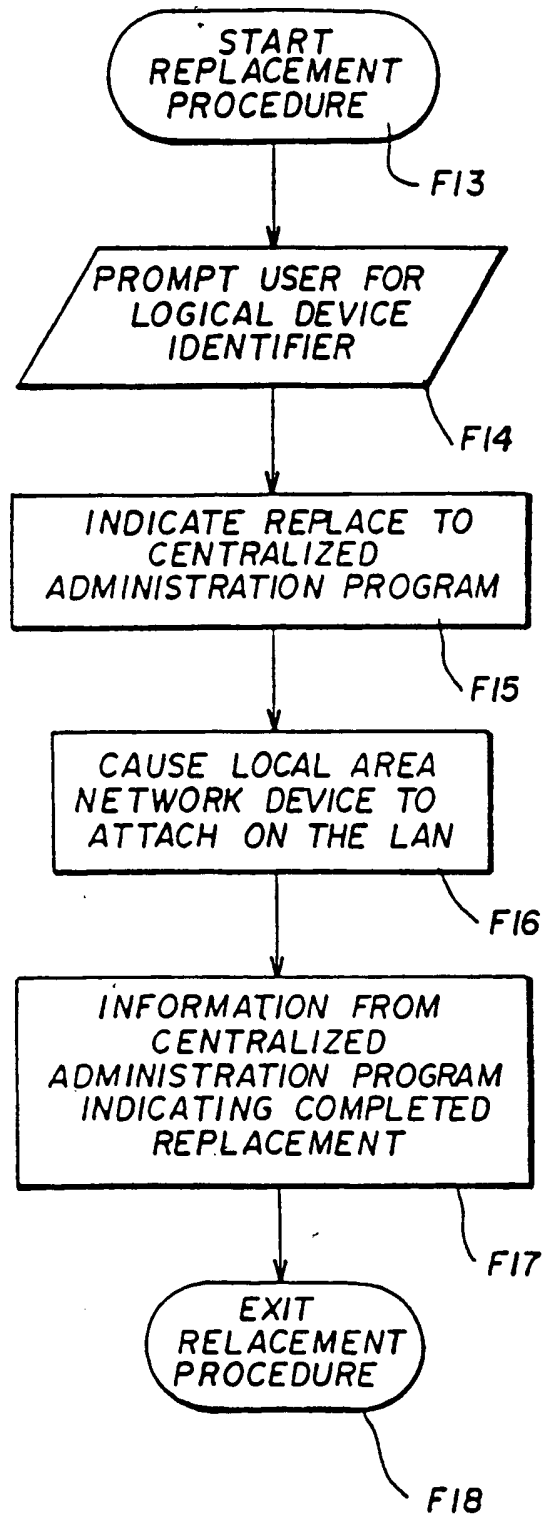 START
REPLACEMENT
PROCEDURE
F13
PROMPT USER FOR
LOGICAL DEVICE
IDENTIFIER
F14
INDICATE REPLACE TO
CENTRALIZED
ADMINISTRATION PROGRAM
F15
CAUSE LOCAL AREA
NETWORK DEVICE TO
ATTACH ON THE LAN
F16
INFORMATION FROM
CENTRALIZED
ADMINISTRATION PROGRAM
INDICATING COMPLETED
REPLACEMENT
F17
EXIT
RELACEMENT
PROCEDURE
F18